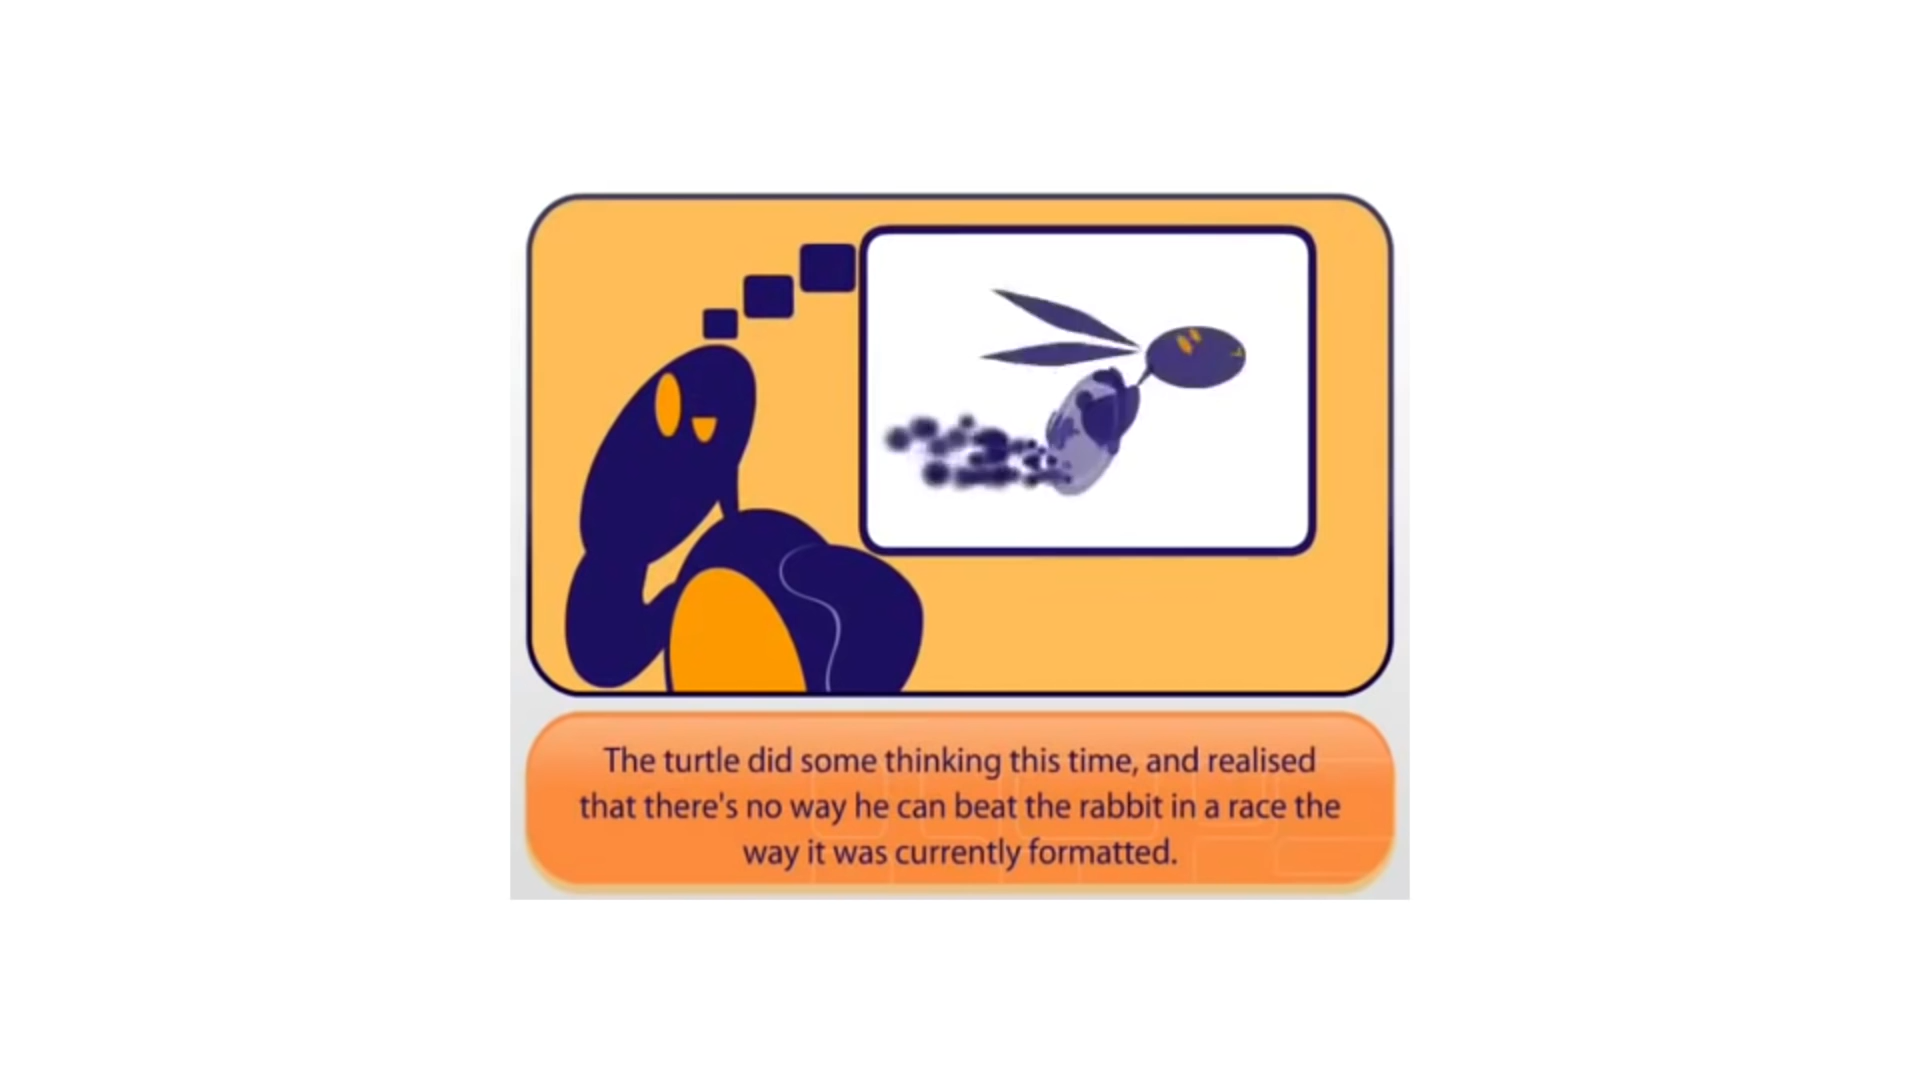 The turtle did some thinking this time, and realised
that there's no way he can beat the rabbit in a race the
way it was currently formatted.